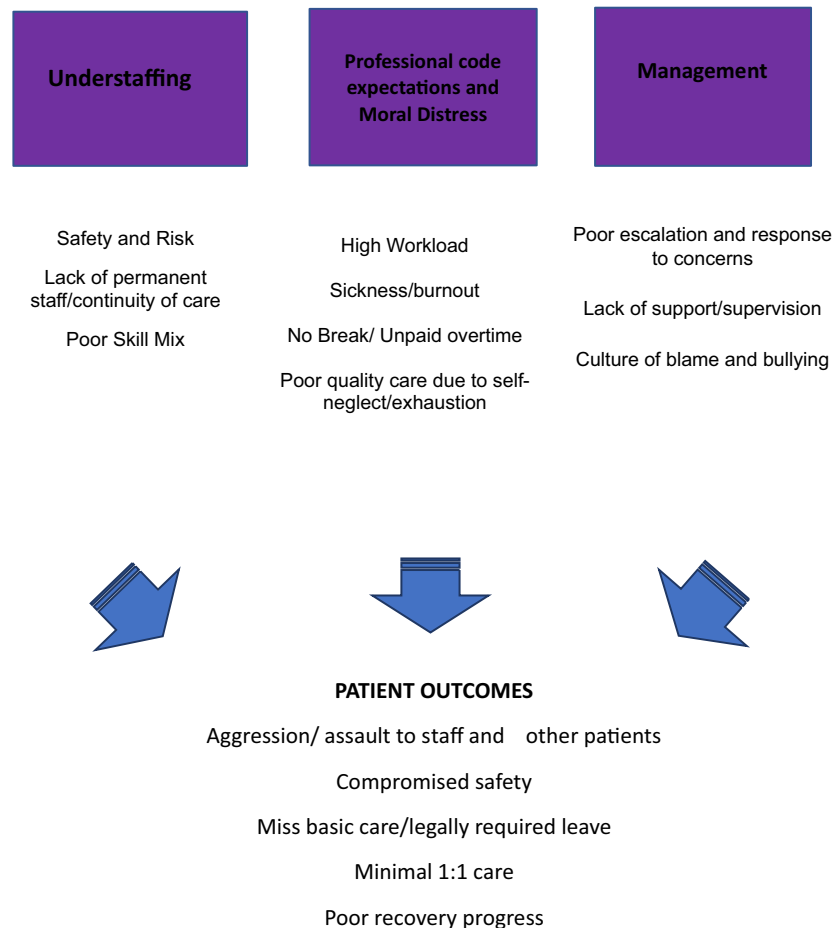 Understaffing
Professional code
expectations and
Moral Distress
Management
Safety and Risk
Lack of permanent
staff/continuity of care
Poor Skill Mix
High Workload
Sickness/burnout
No Break/ Unpaid overtime
Poor quality care due to self-
neglect/exhaustion
Poor escalation and response
to concerns
Lack of support/supervision
Culture of blame and bullying
PATIENT OUTCOMES
Aggression/ assault to staff and other patients
Compromised safety
Miss basic care/legally required leave
Minimal 1:1 care
Poor recovery progress